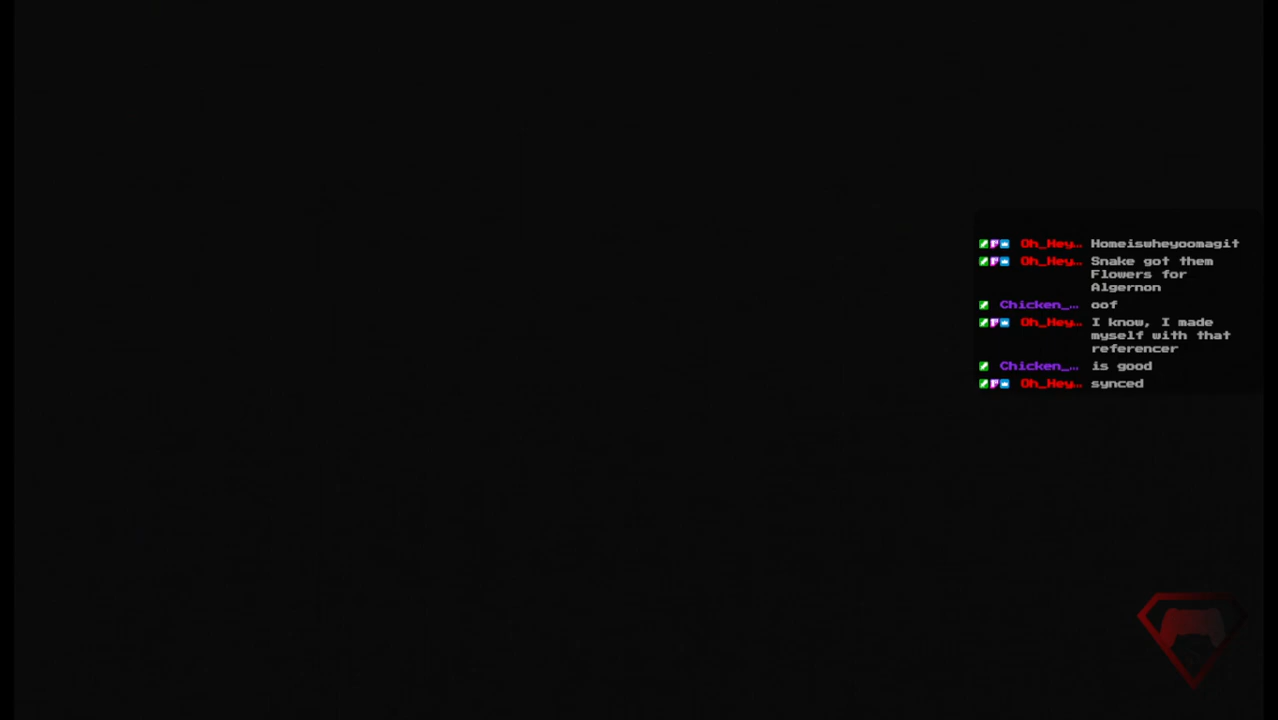 Oh_Hey… Homeiswheyoomagit
Oh_Hey… Snake got them
Flowers for
Algernon
Chicken_… oof
Oh_Hey… I know, I made
myself with that
referencer
Chicken_… is good
Oh_Hey… synced